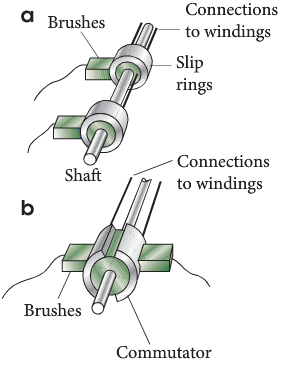 a
Brushes
Connections
to windings
Slip
rings
Shaft
Connections
to windings
b
Brushes
Commutator